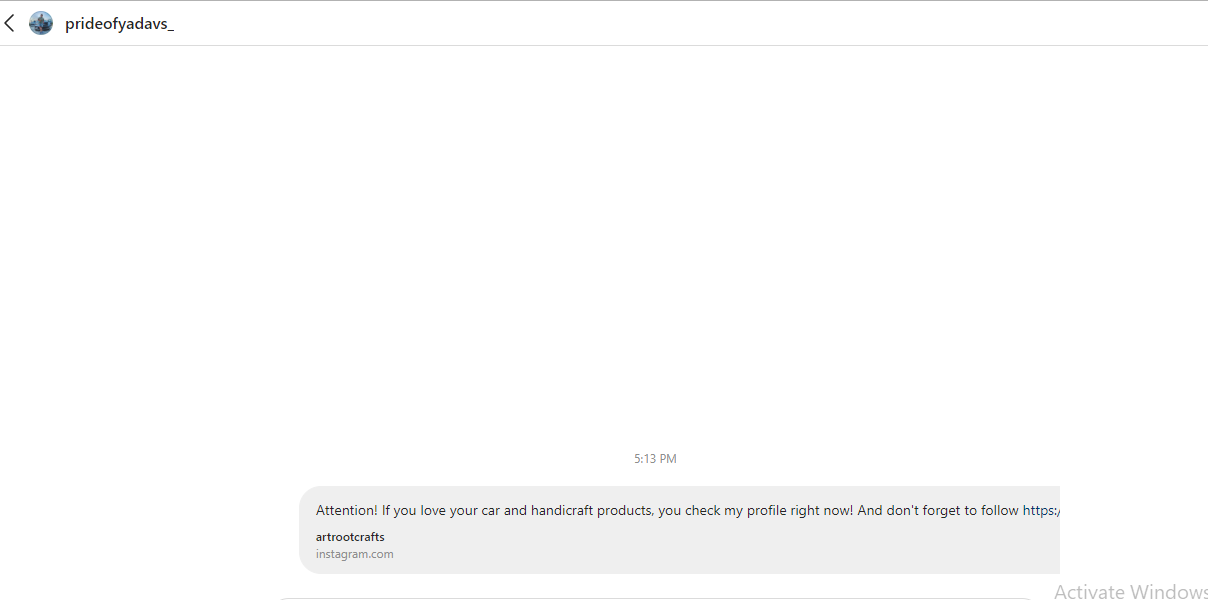 prideofyadavs_
5:13 PM
Attention! If you love your car and handicraft products, you check my profile right now! And don't forget to follow https:/
artrootcrafts
instagram.com
Activate Windows